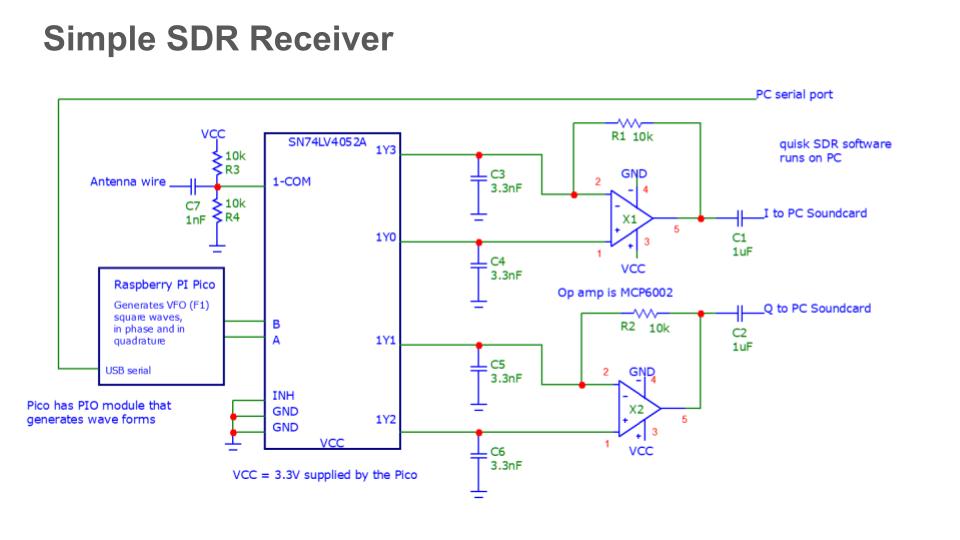 Simple SDR Receiver
PC serial port
VCC
SN74LV4052A
1Y3
R1 10k
quisk SDR software
runs on PC
10k
R3
Antenna wire
1-COM
C7
1nF
10k
R4
C3
3.3nF
GND
2
4
X1
5
1
3
VCC
I to PC Soundcard
C1
1uF
1Y0
C4
3.3nF
Op amp is MCP6002
Raspberry PI Pico
Generates VFO (F1)
square waves,
in phase and in
quadrature
USB serial
B
A
1Y1
R2 10k
Q to PC Soundcard
C2
1uF
C5
3.3nF
GND
2
4
X2
5
1
3
VCC
Pico has PIO module that
generates wave forms
INH
GND
GND
VCC
1Y2
C6
3.3nF
VCC = 3.3V supplied by the Pico